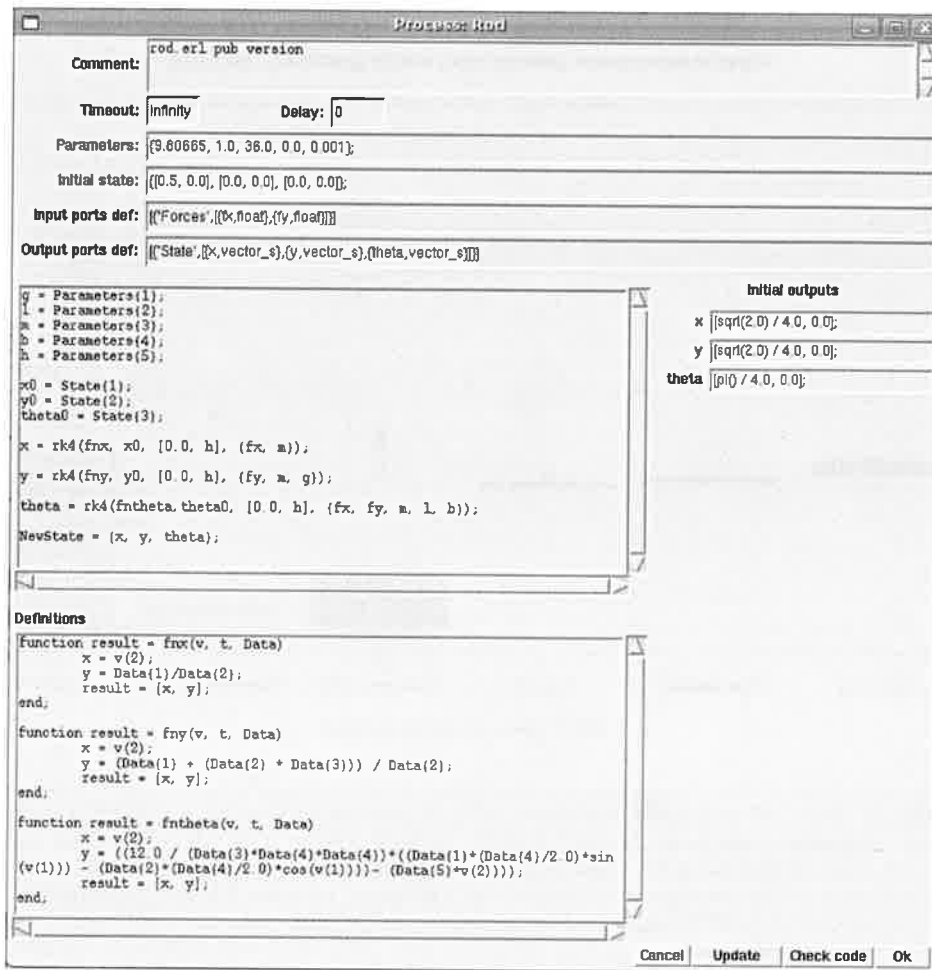 Process: Rod
Comment: rod.erl pub version
Timeout: Infinity Delay: 0
Parameters: {9.80665, 1.0, 36.0, 0.0, 0.001};
Initial state: {[0.5, 0.0], [0.0, 0.0], [0.0, 0.0]};
Input ports def: [{'Forces',[{fx,float},{fy,float}]}]
Output ports def: [{'State',[{x,vector_s},{y,vector_s},{theta,vector_s}]}]
g = Parameters{1};
l = Parameters{2};
m = Parameters{3};
b = Parameters{4};
h = Parameters{5};
x0 = State{1};
y0 = State{2};
theta0 = State{3};
x = rk4(fnx, x0, [0.0, h], {fx, m});
y = rk4(fny, y0, [0.0, h], {fy, m, g});
theta = rk4(fntheta,theta0, [0.0, h], {fx, fy, m, l, b});
NewState = {x, y, theta};
Initial outputs
x [sqrt(2.0) / 4.0, 0.0];
y [sqrt(2.0) / 4.0, 0.0];
theta [pi() / 4.0, 0.0];
Definitions
function result = fnx(v, t, Data)
x = v(2);
y = Data{1}/Data{2};
result = [x, y];
end;
function result = fny(v, t, Data)
x = v(2);
y = (Data{1} + (Data{2} * Data{3})) / Data{2};
result = [x, y];
end;
function result = fntheta(v, t, Data)
x = v(2);
y = ((12.0 / (Data{3}*Data{4}*Data{4}))*((Data{1}*(Data{4}/2.0)*sin
(v(1))) - (Data{2}*(Data{4}/2.0)*cos(v(1))))- (Data{5}*v(2))));
result = [x, y];
end;
Cancel Update Check code Ok